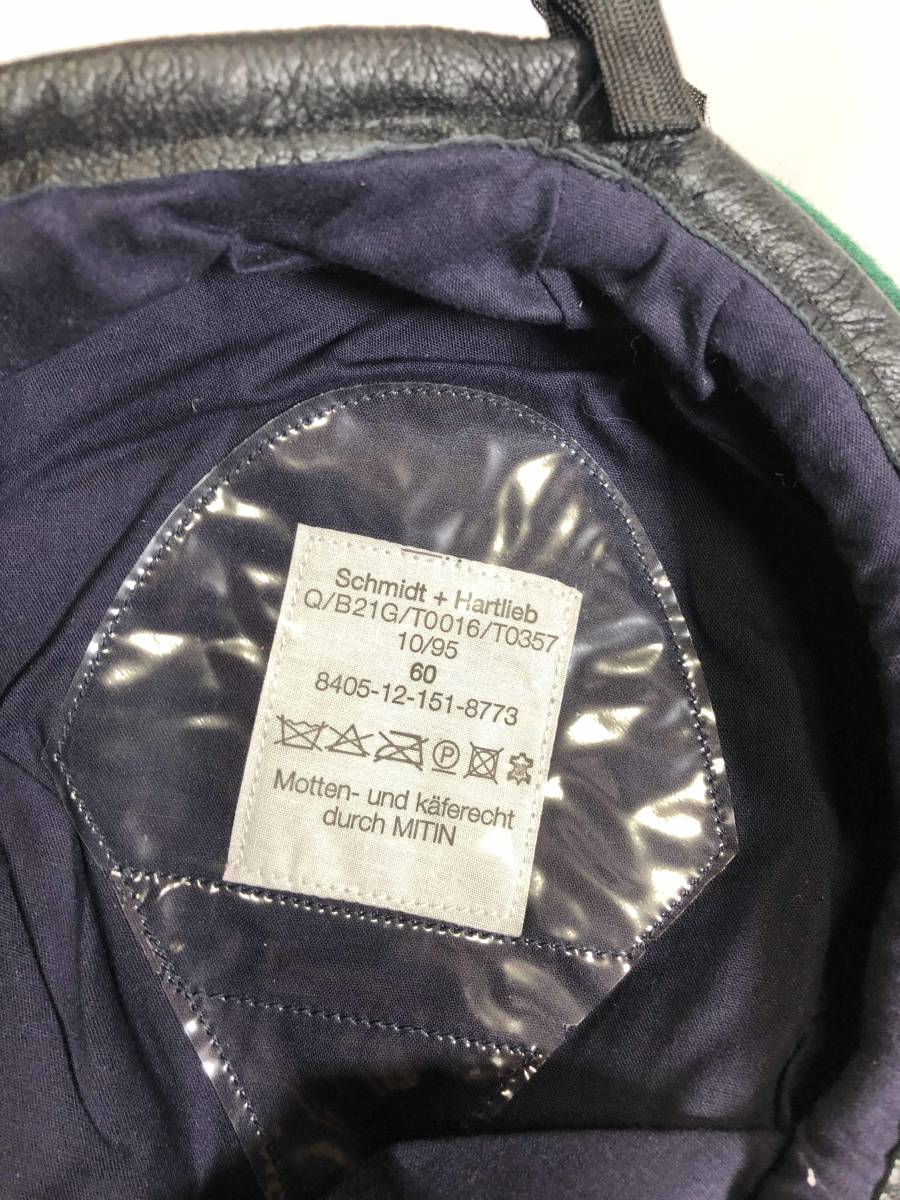 Schmidt + Hartlieb
Q/B21G/T0016/T0357
10/95
60
8405-12-151-8773
P
Motten- und käferecht
durch MITIN